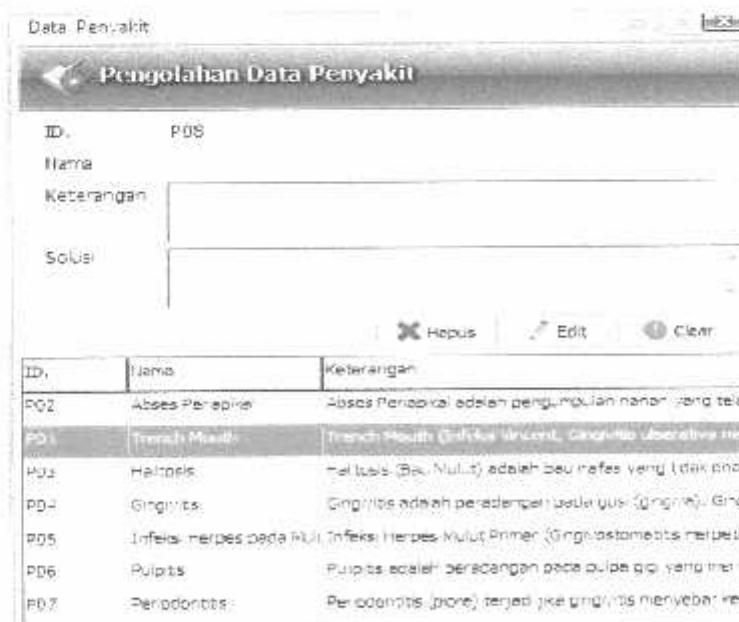 Data Penyakit
Pengolahan Data Penyakit
ID. P08
Nama
Keterangan
Solusi
Hapus Edit Clear
ID. Nama Keterangan
P02 Abses Periapikal Abses Periapikal adalah pengumpulan nanah yang tela
P01 Trench Mouth Trench Mouth (Infeksi Vincent, Gingivitis ulserativa
P03 Halitosis Halitosis (Bau Mulut) adalah bau nafas yang tidak
P04 Gingivitis Gingivitis adalah peradangan pada gusi (gingiva).
P05 Infeksi Herpes pada Mul Infeksi Herpes Mulut Primer (Gingivostomatitis herpet
P06 Pulpitis Pulpitis adalah peradangan pada pulpa gigi yang
P07 Periodontitis Periodontitis (piore) terjadi jika gingivitis menyebar ke